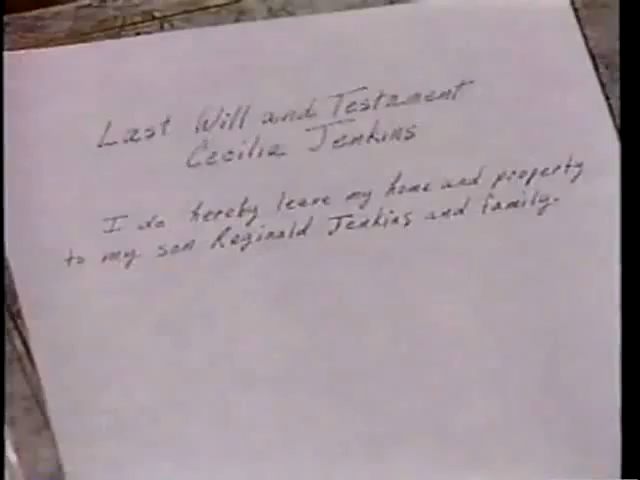 Last Will and Testament
Cecilia Jenkins
I do hereby leave my home and property
to my son Reginald Jenkins and family.